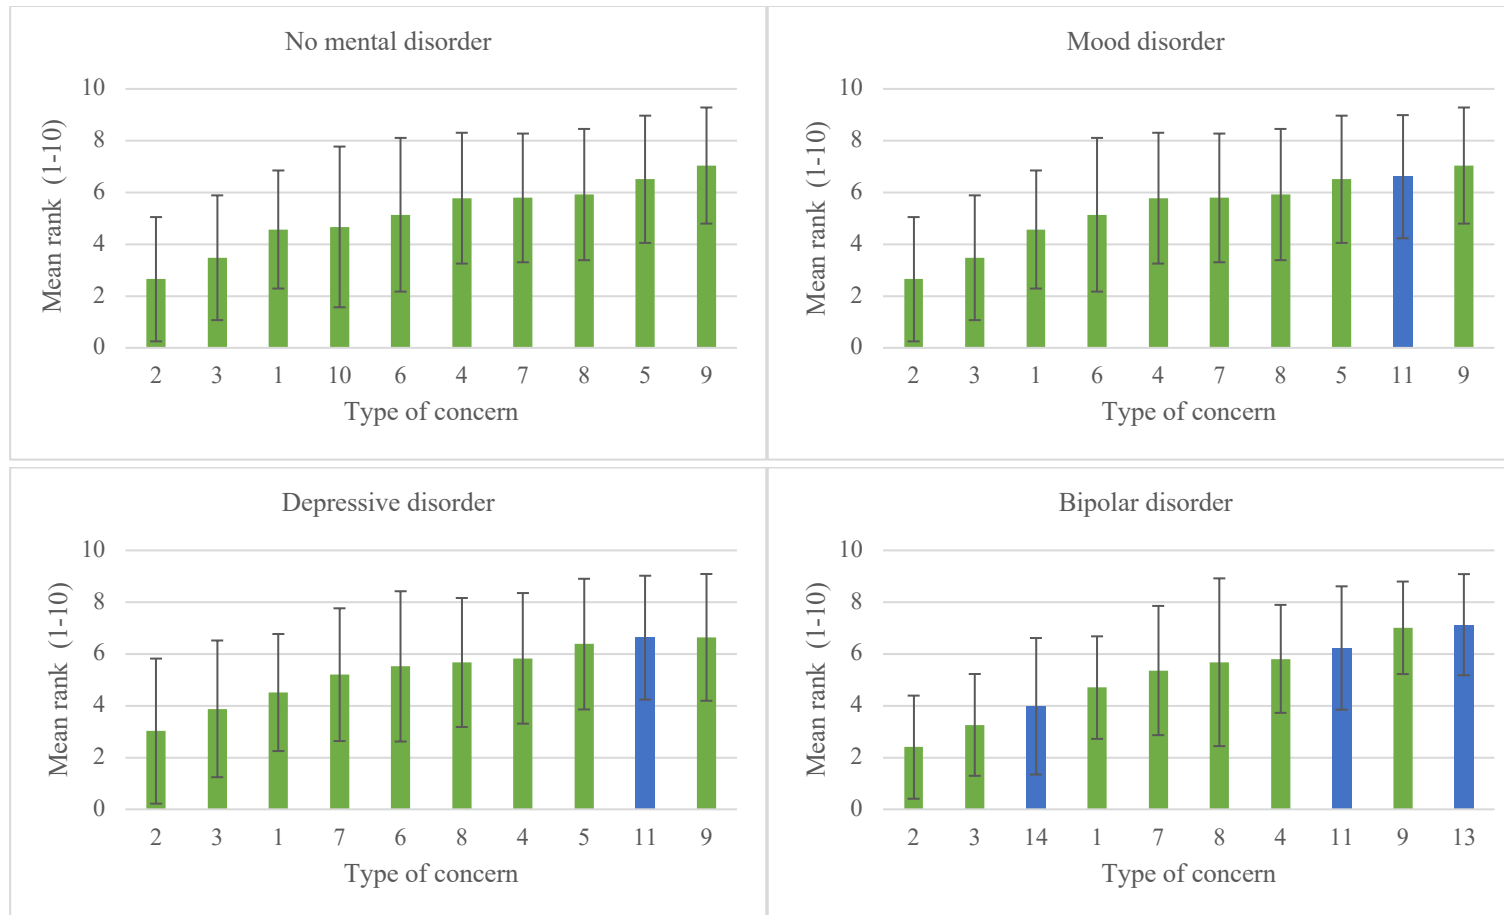 No mental disorder
Mean rank (1-10)
10
8
6
4
2
0
2 3 1 10 6 4 7 8 5 9
Type of concern
Mood disorder
Mean rank (1-10)
10
8
6
4
2
0
2 3 1 6 4 7 8 5 11 9
Type of concern
Depressive disorder
Mean rank (1-10)
10
8
6
4
2
0
2 3 1 7 6 8 4 5 11 9
Type of concern
Bipolar disorder
Mean rank (1-10)
10
8
6
4
2
0
2 3 14 1 7 8 4 11 9 13
Type of concern